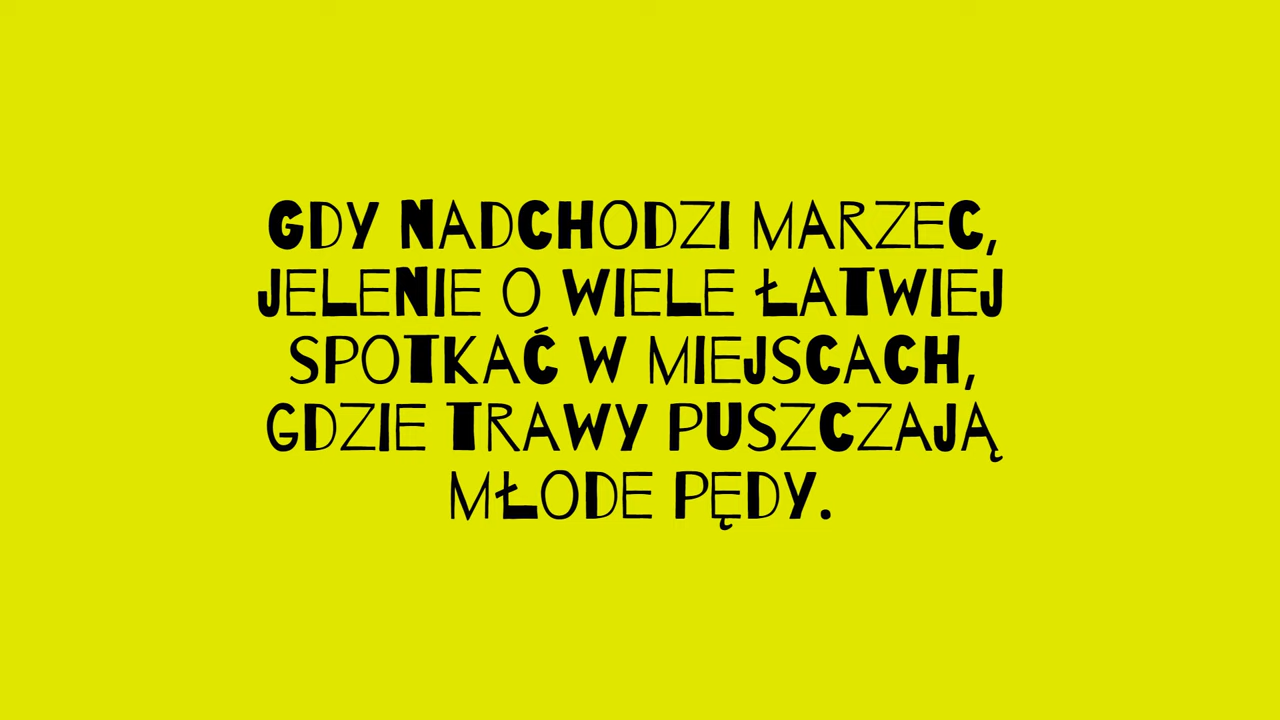 GDY NADCHODZI MARZEC,
JELENIE O WIELE ŁATWIEJ
SPOTKAĆ W MIEJSCACH,
GDZIE TRAWY PUSZCZAJĄ
MŁODE PĘDY.